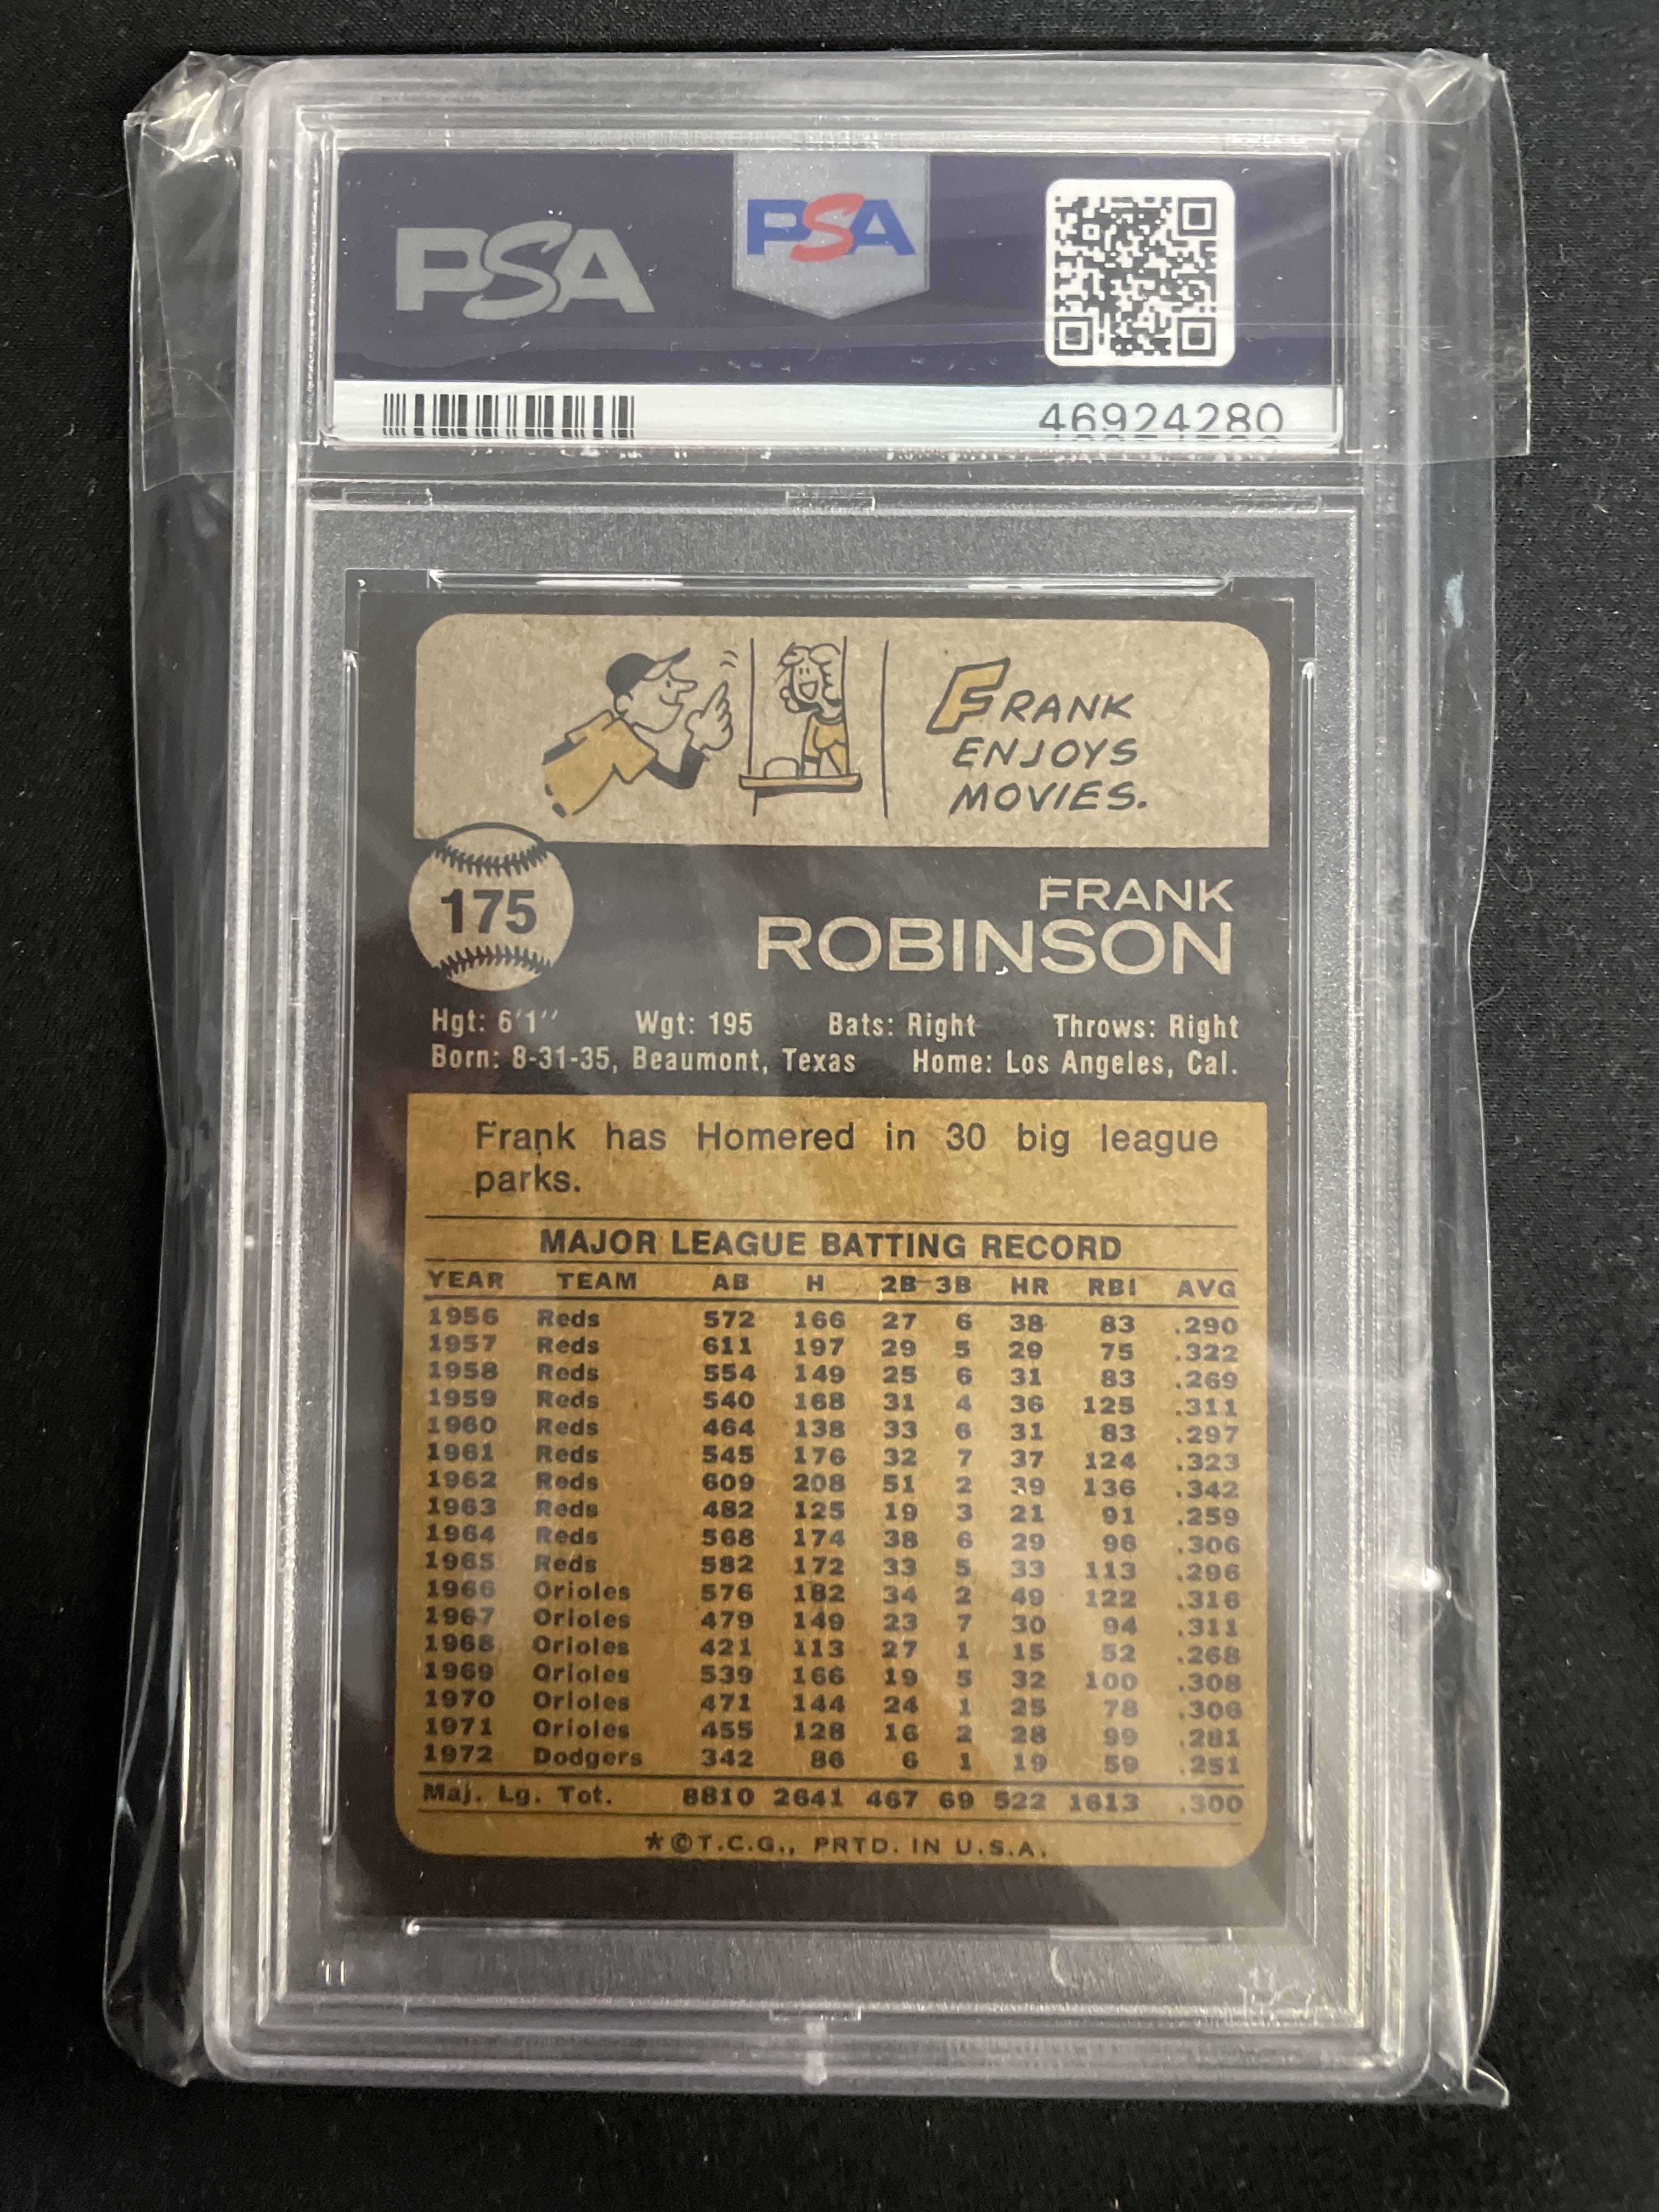 PSA
PSA
46924280
FRANK
ENJOYS
MOVIES.
175
FRANK
ROBINSON
Hgt: 6'1'' Wgt: 195 Bats: Right Throws: Right
Born: 8-31-35, Beaumont, Texas Home: Los Angeles, Cal.
Frank has Homered in 30 big league
parks.
MAJOR LEAGUE BATTING RECORD
YEAR TEAM AB H 2B 3B HR RBI AVG
1956 Reds 572 166 27 6 38 83 .290
1957 Reds 611 197 29 5 29 75 .322
1958 Reds 554 149 25 6 31 83 .269
1959 Reds 540 168 31 4 36 125 .311
1960 Reds 464 138 33 6 31 83 .297
1961 Reds 545 176 32 7 37 124 .323
1962 Reds 609 208 51 2 39 136 .342
1963 Reds 482 125 19 3 21 91 .259
1964 Reds 568 174 38 6 29 96 .306
1965 Reds 582 172 33 5 33 113 .296
1966 Orioles 576 182 34 2 49 122 .316
1967 Orioles 479 149 23 7 30 94 .311
1968 Orioles 421 113 27 1 15 52 .268
1969 Orioles 539 166 19 5 32 100 .308
1970 Orioles 471 144 24 1 25 78 .306
1971 Orioles 455 128 16 2 28 99 .281
1972 Dodgers 342 86 6 1 19 59 .251
Maj. Lg. Tot. 8810 2641 467 69 522 1613 .300
*©T.C.G., PRTD. IN U.S.A.